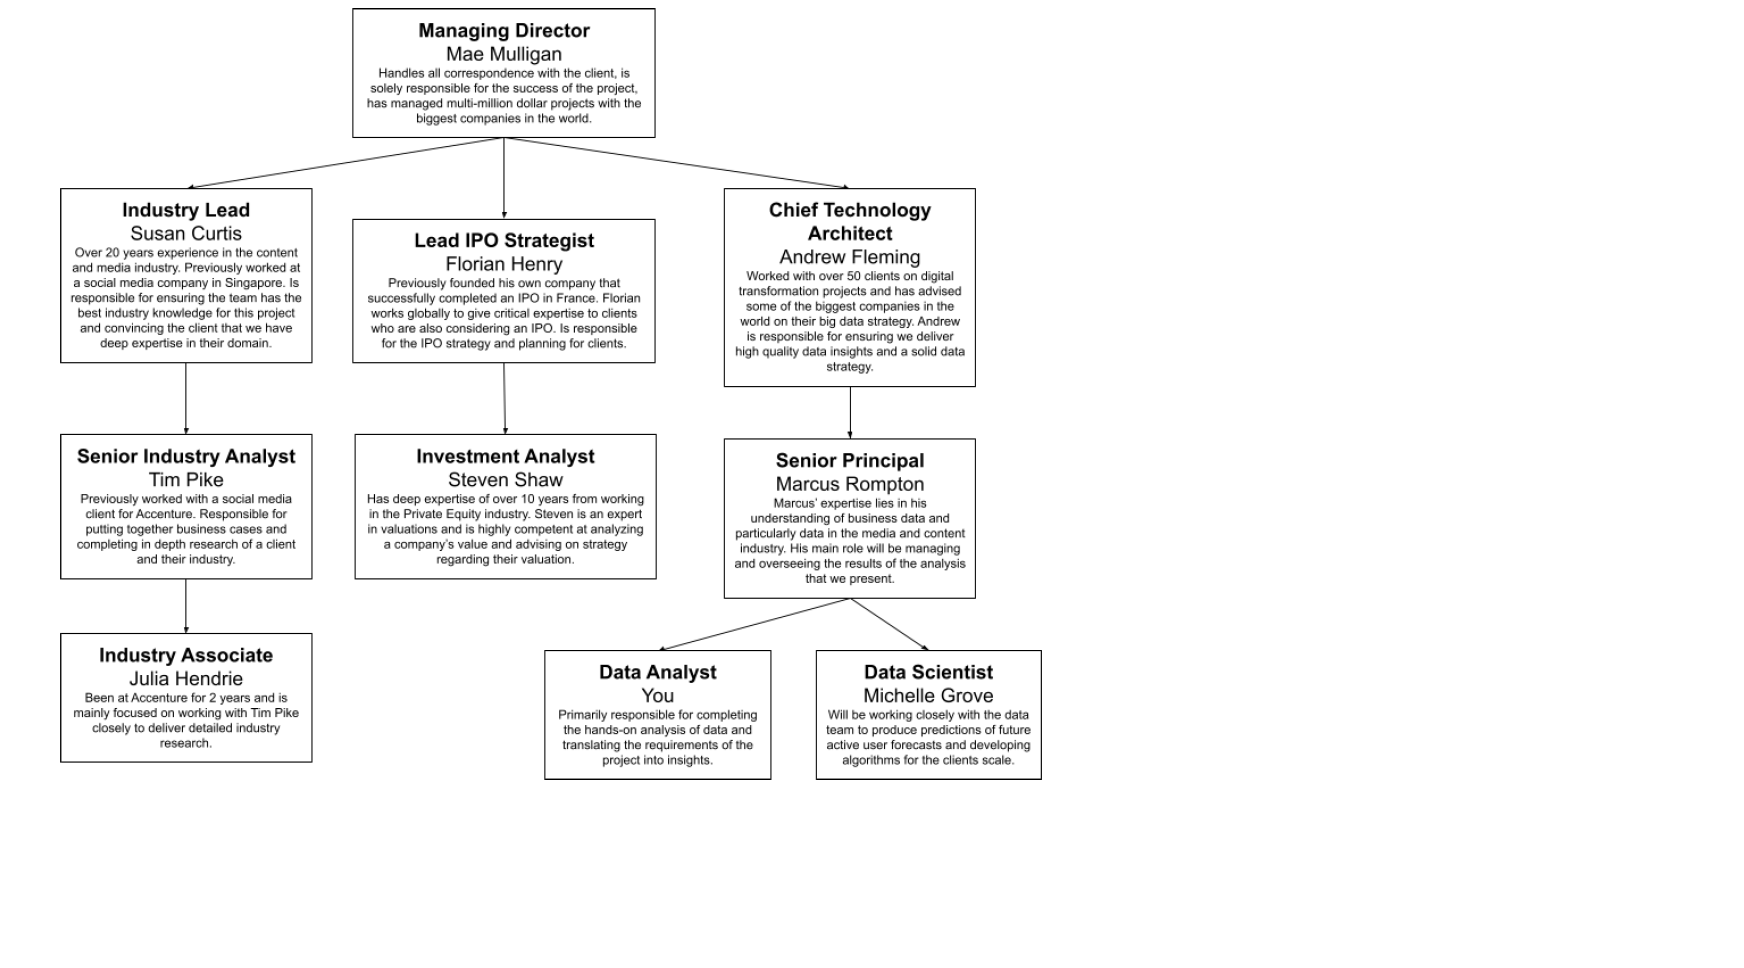 Managing Director
Mae Mulligan
Handles all correspondence with the client, is
solely responsible for the success of the project,
has managed multi-million dollar projects with the
biggest companies in the world.
Industry Lead
Susan Curtis
Over 20 years experience in the content
and media industry. Previously worked at
a social media company in Singapore. Is
responsible for ensuring the team has the
best industry knowledge for this project
and convincing the client that we have
deep expertise in their domain.
Lead IPO Strategist
Florian Henry
Previously founded his own company that
successfully completed an IPO in France. Florian
works globally to give critical expertise to clients
who are also considering an IPO. Is responsible
for the IPO strategy and planning for clients.
Chief Technology
Architect
Andrew Fleming
Worked with over 50 clients on digital
transformation projects and has advised
some of the biggest companies in the
world on their big data strategy. Andrew
is responsible for ensuring we deliver
high quality data insights and a solid data
strategy.
Senior Industry Analyst
Tim Pike
Previously worked with a social media
client for Accenture. Responsible for
putting together business cases and
completing in depth research of a client
and their industry.
Investment Analyst
Steven Shaw
Has deep expertise of over 10 years from working
in the Private Equity industry. Steven is an expert
in valuations and is highly competent at analyzing
a company’s value and advising on strategy
regarding their valuation.
Senior Principal
Marcus Rompton
Marcus’ expertise lies in his
understanding of business data and
particularly data in the media and content
industry. His main role will be managing
and overseeing the results of the analysis
that we present.
Industry Associate
Julia Hendrie
Been at Accenture for 2 years and is
mainly focused on working with Tim Pike
closely to deliver detailed industry
research.
Data Analyst
You
Primarily responsible for completing
the hands-on analysis of data and
translating the requirements of the
project into insights.
Data Scientist
Michelle Grove
Will be working closely with the data
team to produce predictions of future
active user forecasts and developing
algorithms for the clients scale.